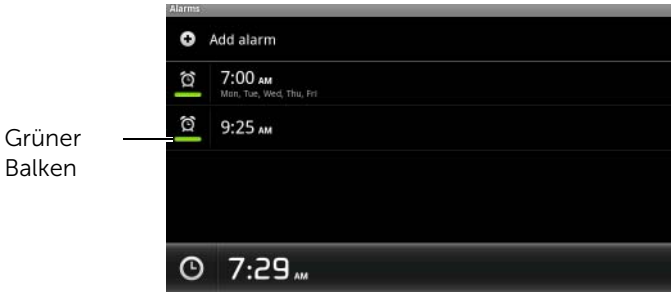 Alarms
Add alarm
7:00 AM
Mon, Tue, Wed, Thu, Fri
9:25 AM
Grüner
Balken
7:29 AM